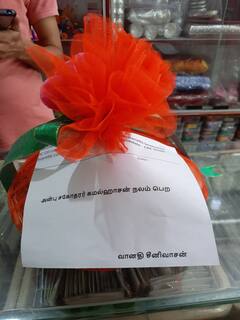 அன்பு சகோதரர் கமல்ஹாசன் நலம் பெற
வானதி சீனிவாசன்